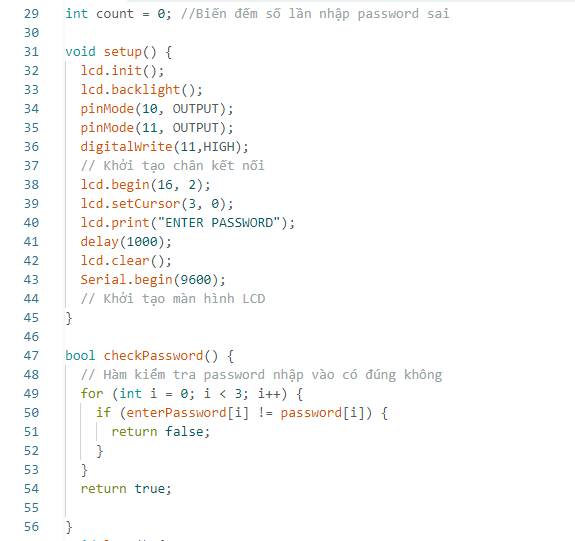 29 int count = 0; //Biến đếm số lần nhập password sai
30
31 void setup() {
32 lcd.init();
33 lcd.backlight();
34 pinMode(10, OUTPUT);
35 pinMode(11, OUTPUT);
36 digitalWrite(11,HIGH);
37 // Khởi tạo chân kết nối
38 lcd.begin(16, 2);
39 lcd.setCursor(3, 0);
40 lcd.print("ENTER PASSWORD");
41 delay(1000);
42 lcd.clear();
43 Serial.begin(9600);
44 // Khởi tạo màn hình LCD
45 }
46
47 bool checkPassword() {
48 // Hàm kiểm tra password nhập vào có đúng không
49 for (int i = 0; i < 3; i++) {
50 if (enterPassword[i] != password[i]) {
51 return false;
52 }
53 }
54 return true;
55
56 }